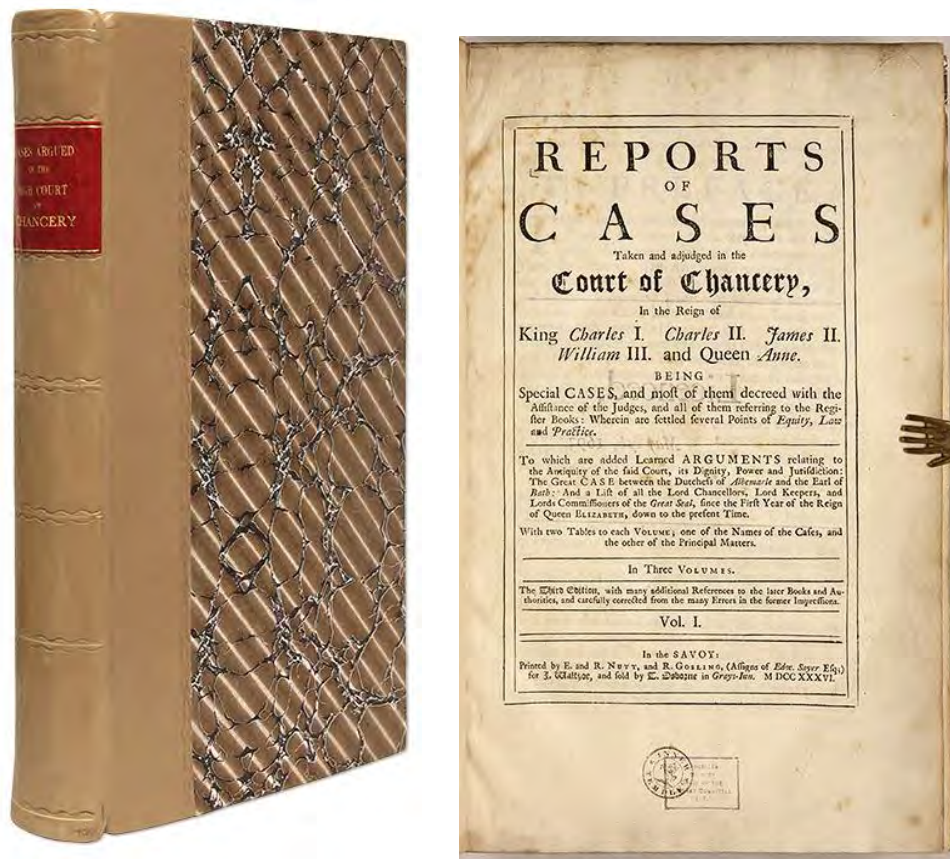 ASES ARGUED
IN THE
IGH COURT
OF
HANCERY
REPORTS
OF
CASES
Taken and adjudged in the
Court of Chancery,
In the Reign of
King Charles I. Charles II. James II.
William III. and Queen Anne.
BEING
Special CASES, and moſt of them decreed with the
Aſſiſtance of the Judges, and all of them referring to the Regi-
ſter Books: Wherein are ſettled ſeveral Points of Equity, Law
and Practice.
To which are added Learned ARGUMENTS relating to
the Antiquity of the ſaid Court, its Dignity, Power and Juriſdiction:
The Great CASE between the Dutcheſs of Albemarle and the Earl of
Bath: And a Liſt of all the Lord Chancellors, Lord Keepers, and
Lords Commiſſioners of the Great Seal, ſince the Firſt Year of the Reign
of Queen ELIZABETH, down to the preſent Time.
With two Tables to each VOLUME; one of the Names of the Caſes, and
the other of the Principal Matters.
In Three VOLUMES.
The Third Edition, with many additional References to the later Books and Au-
thorities, and carefully corrected from the many Errors in the former Impreſſions.
Vol. I.
In the SAVOY:
Printed by E. and R. NUTT, and R. GOSLING, (Aſſigns of Edw. Sayer Eſq;)
for J. Walthoe, and ſold by T. Osborne in Grays-Inn. M DCC XXXVI.
INNER
TEMPLE